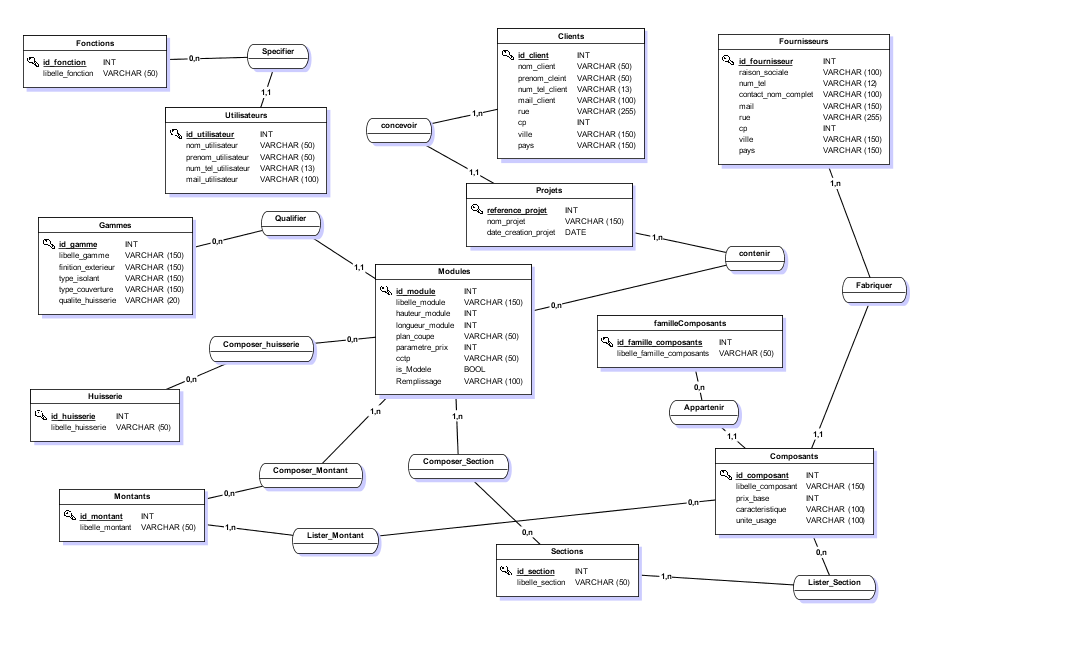 Fonctions
id_fonction INT
libelle_fonction VARCHAR (50)
0,n
Specifier
1,1
Utilisateurs
id_utilisateur INT
nom_utilisateur VARCHAR (50)
prenom_utilisateur VARCHAR (50)
num_tel_utilisateur VARCHAR (13)
mail_utilisateur VARCHAR (100)
Clients
id_client INT
nom_client VARCHAR (50)
prenom_cleint VARCHAR (50)
num_tel_client VARCHAR (13)
mail_client VARCHAR (100)
rue VARCHAR (255)
cp INT
ville VARCHAR (150)
pays VARCHAR (150)
Fournisseurs
id_fournisseur INT
raison_sociale VARCHAR (100)
num_tel VARCHAR (12)
contact_nom_complet VARCHAR (100)
mail VARCHAR (150)
rue VARCHAR (255)
cp INT
ville VARCHAR (150)
pays VARCHAR (150)
1,n
concevoir
1,1
Projets
reference_projet INT
nom_projet VARCHAR (150)
date_creation_projet DATE
1,n
contenir
0,n
1,n
Fabriquer
1,1
Gammes
id_gamme INT
libelle_gamme VARCHAR (150)
finition_exterieur VARCHAR (150)
type_isolant VARCHAR (150)
type_couverture VARCHAR (150)
qualite_huisserie VARCHAR (20)
0,n
Qualifier
1,1
Modules
id_module INT
libelle_module VARCHAR (150)
hauteur_module INT
longueur_module INT
plan_coupe VARCHAR (50)
parametre_prix INT
cctp VARCHAR (50)
is_Modele BOOL
Remplissage VARCHAR (100)
familleComposants
id_famille_composants INT
libelle_famille_composants VARCHAR (50)
0,n
Appartenir
1,1
Composer_huisserie
0,n
0,n
Huisserie
id_huisserie INT
libelle_huisserie VARCHAR (50)
1,n
1,n
Composer_Montant
Composer_Section
0,n
0,n
Composants
id_composant INT
libelle_composant VARCHAR (150)
prix_base INT
caracteristique VARCHAR (100)
unite_usage VARCHAR (100)
Montants
id_montant INT
libelle_montant VARCHAR (50)
1,n
Lister_Montant
0,n
Sections
id_section INT
libelle_section VARCHAR (50)
1,n
Lister_Section
0,n